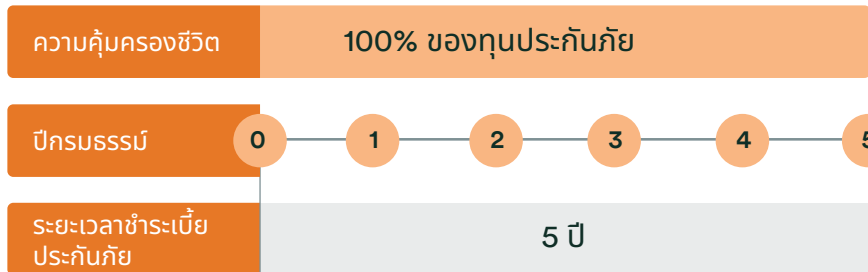 ความคุ้มครองชีวิต 100% ของทุนประกันภัย
ปีกรมธรรม์ 0 1 2 3 4 5
ระยะเวลาชำระเบี้ย
ประกันภัย
5 ปี